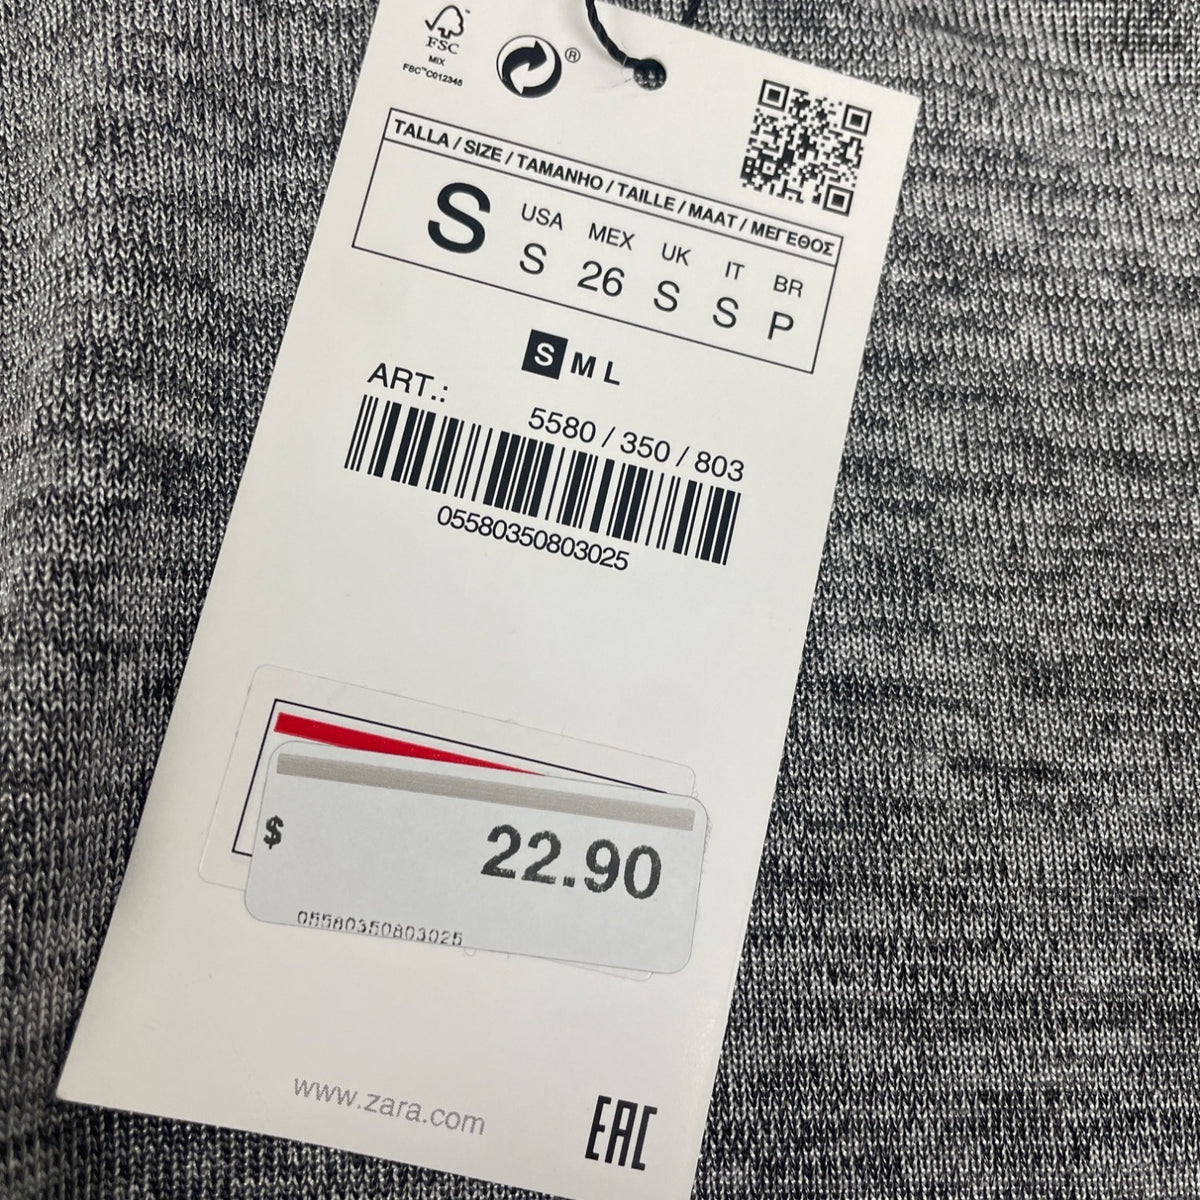 FSC
MIX
FSC™C012345
®
TALLA / SIZE / TAMANHO / TAILLE / MAAT / ΜΕΓΕΘΟΣ
S
USA MEX UK IT BR
S 26 S S P
S M L
ART.:
5580 / 350 / 803
05580350803025
$ 22.90
05580350803025
www.zara.com
EAC